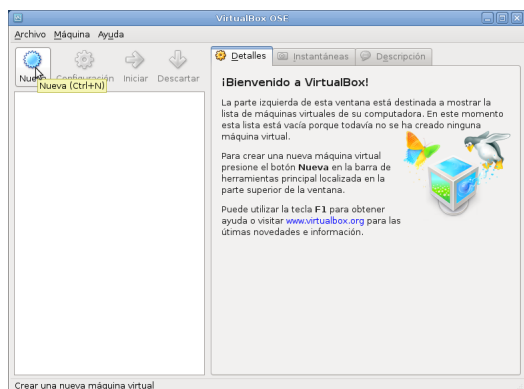 VirtualBox OSE
Archivo Máquina Ayuda
Nueva Configuración Iniciar Descartar
Nueva (Ctrl+N)
Detalles Instantáneas Descripción
¡Bienvenido a VirtualBox!
La parte izquierda de esta ventana está destinada a mostrar la
lista de máquinas virtuales de su computadora. En este momento
esta lista está vacía porque todavía no se ha creado ninguna
máquina virtual.
Para crear una nueva máquina virtual
presione el botón Nueva en la barra de
herramientas principal localizada en la
parte superior de la ventana.
Puede utilizar la tecla F1 para obtener
ayuda o visitar www.virtualbox.org para las
útimas novedades e información.
Crear una nueva máquina virtual